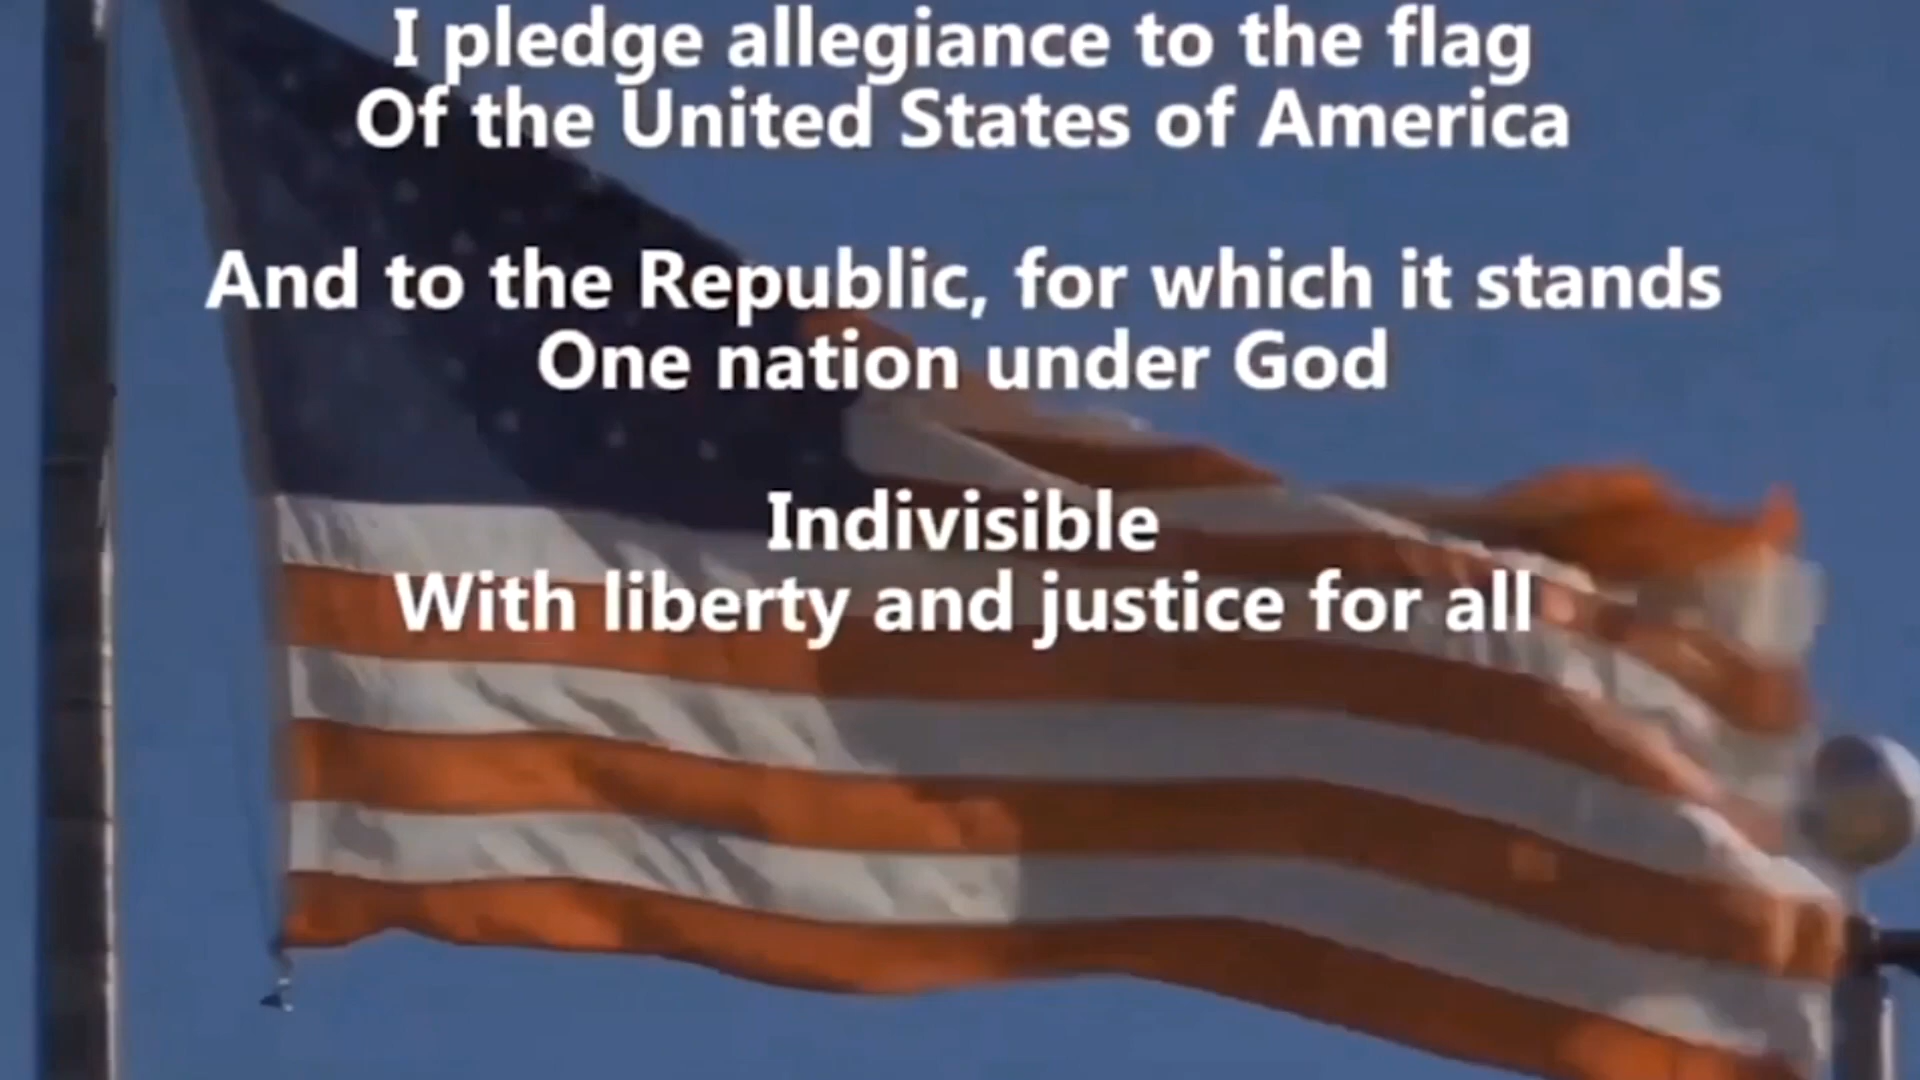 I pledge allegiance to the flag
Of the United States of America
And to the Republic, for which it stands
One nation under God
Indivisible
With liberty and justice for all